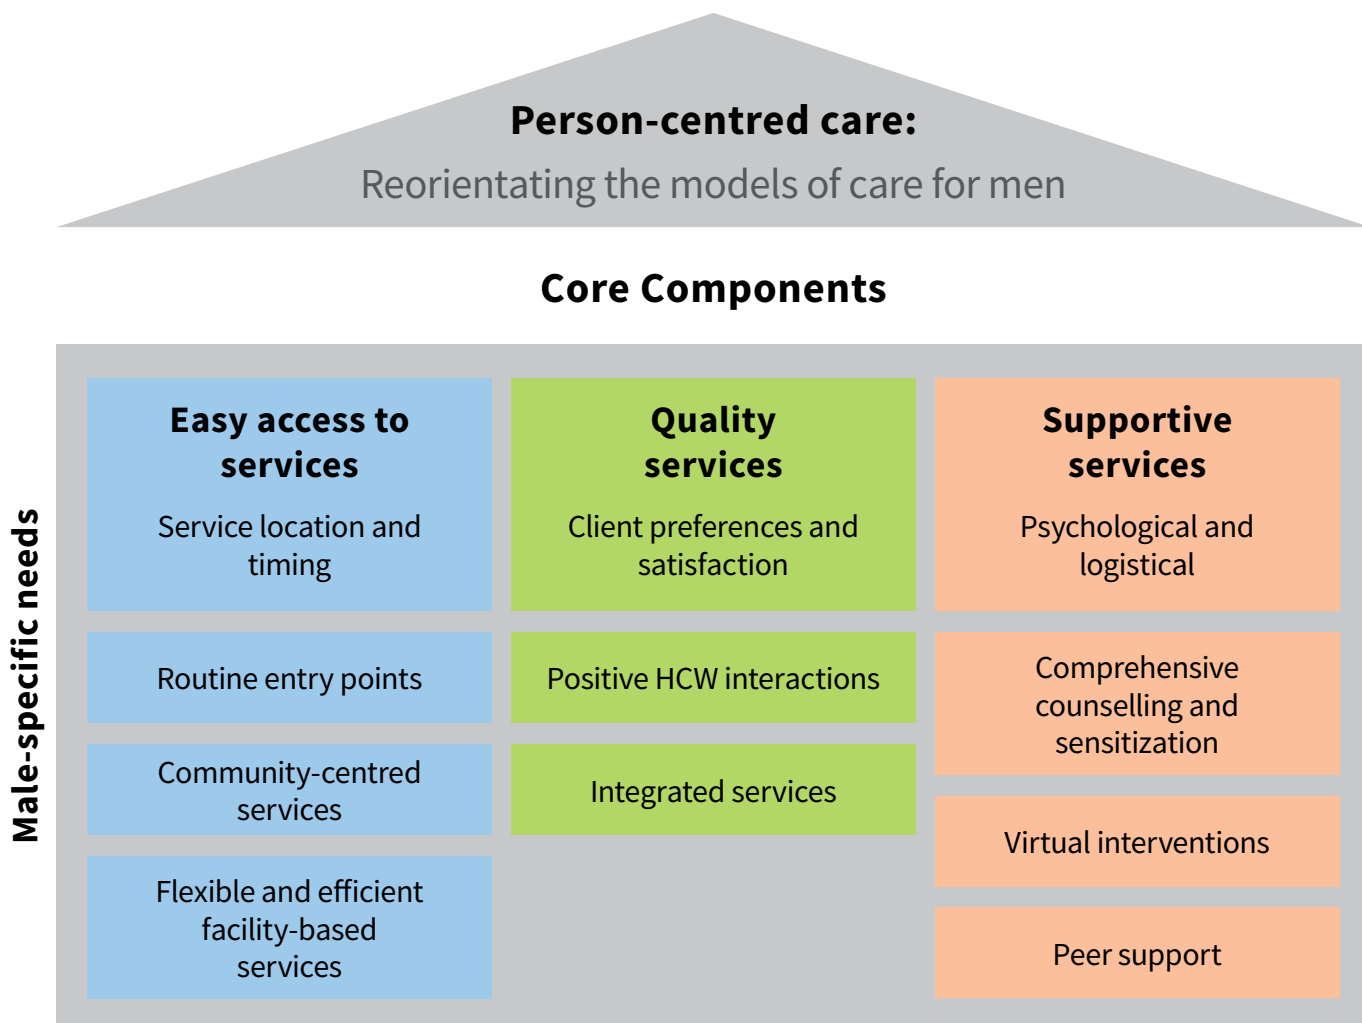 Person-centred care:
Reorientating the models of care for men
Core Components
Male-specific needs
Easy access to
services
Service location and
timing
Routine entry points
Community-centred
services
Flexible and efficient
facility-based
services
Quality
services
Client preferences and
satisfaction
Positive HCW interactions
Integrated services
Supportive
services
Psychological and
logistical
Comprehensive
counselling and
sensitization
Virtual interventions
Peer support